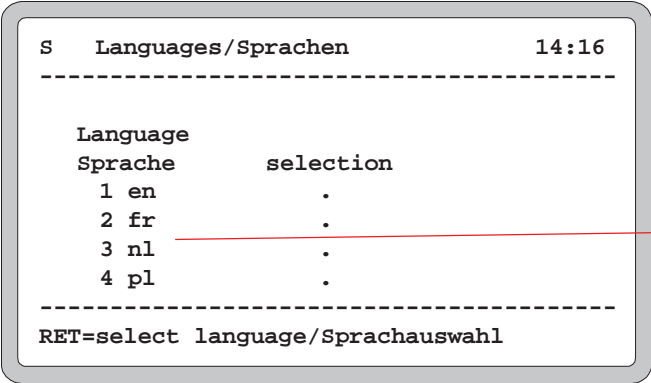 S Languages/Sprachen 14:16
----------------------------------------
Language
Sprache selection
1 en .
2 fr .
3 nl .
4 pl .
----------------------------------------
RET=select language/Sprachauswahl